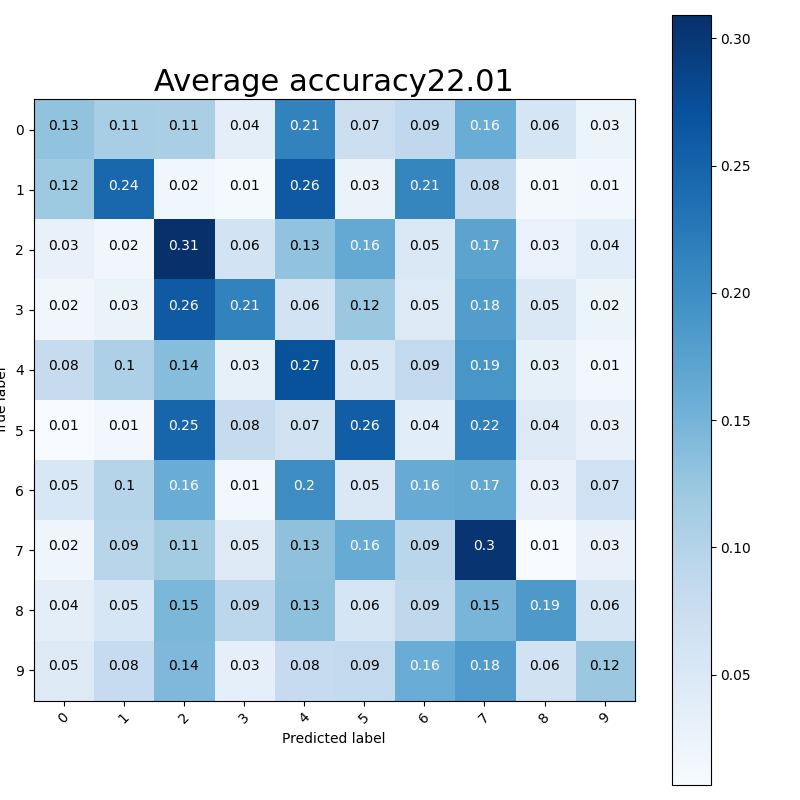 Average accuracy22.01
0 0.13 0.11 0.11 0.04 0.21 0.07 0.09 0.16 0.06 0.03
1 0.12 0.24 0.02 0.01 0.26 0.03 0.21 0.08 0.01 0.01
2 0.03 0.02 0.31 0.06 0.13 0.16 0.05 0.17 0.03 0.04
3 0.02 0.03 0.26 0.21 0.06 0.12 0.05 0.18 0.05 0.02
4 0.08 0.1 0.14 0.03 0.27 0.05 0.09 0.19 0.03 0.01
5 0.01 0.01 0.25 0.08 0.07 0.26 0.04 0.22 0.04 0.03
6 0.05 0.1 0.16 0.01 0.2 0.05 0.16 0.17 0.03 0.07
7 0.02 0.09 0.11 0.05 0.13 0.16 0.09 0.3 0.01 0.03
8 0.04 0.05 0.15 0.09 0.13 0.06 0.09 0.15 0.19 0.06
9 0.05 0.08 0.14 0.03 0.08 0.09 0.16 0.18 0.06 0.12
0 1 2 3 4 5 6 7 8 9
Predicted label
label
0.30
0.25
0.20
0.15
0.10
0.05